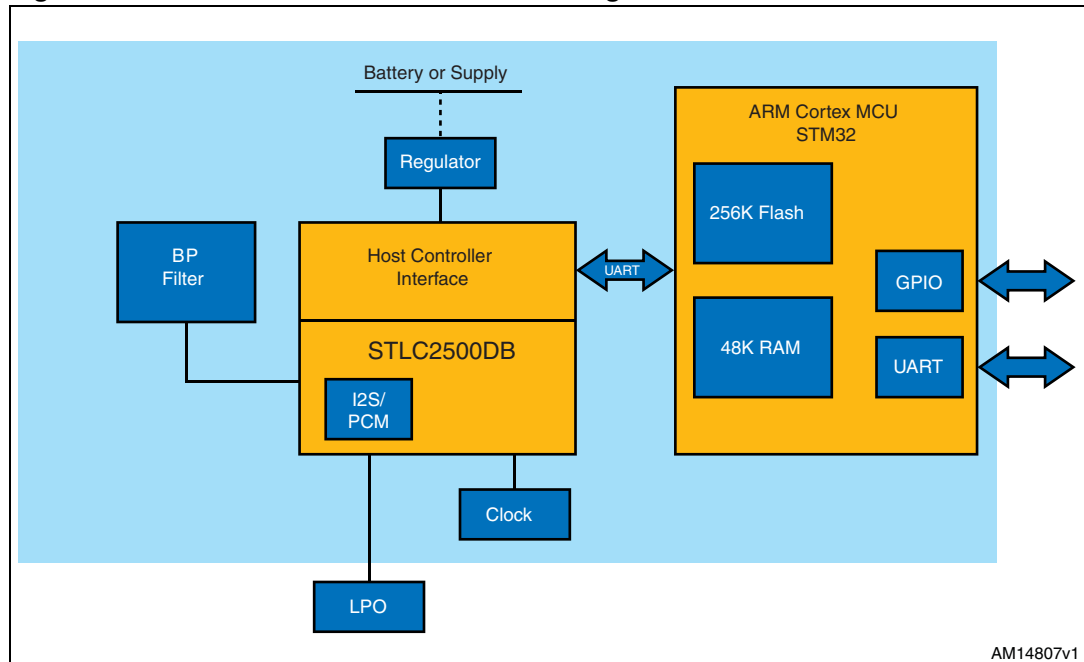 Battery or Supply
Regulator
BP
Filter
Host Controller
Interface
STLC2500DB
I2S/
PCM
Clock
LPO
UART
ARM Cortex MCU
STM32
256K Flash
48K RAM
GPIO
UART
AM14807v1